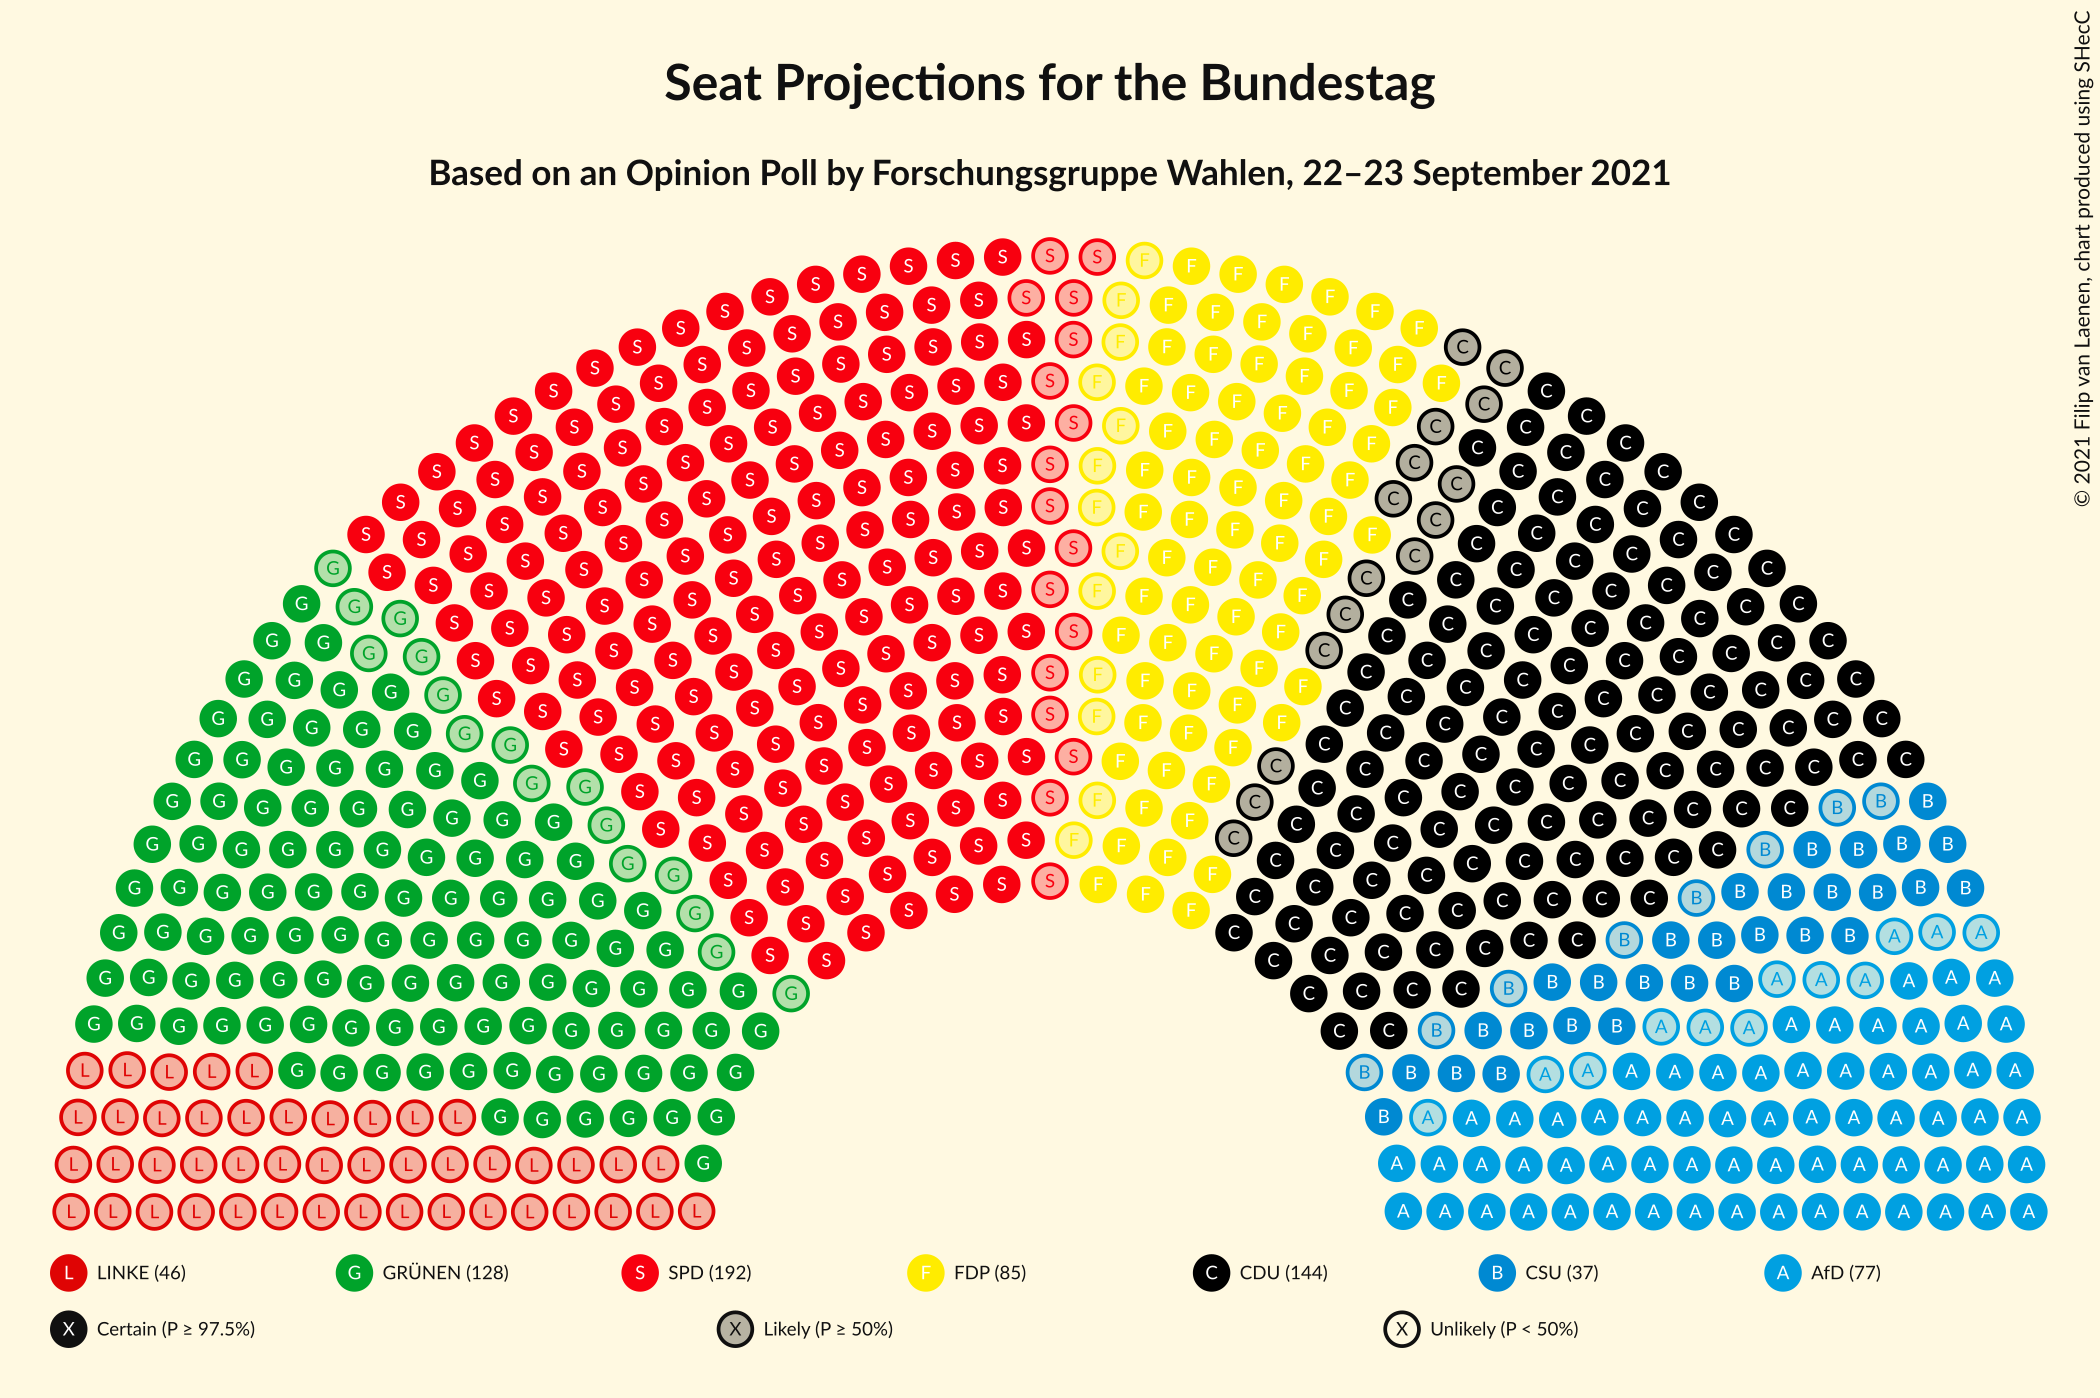 Seat Projections for the Bundestag
Based on an Opinion Poll by Forschungsgruppe Wahlen, 22–23 September 2021
© 2021 Filip van Laenen, chart produced using SHecC
L LINKE (46)
G GRÜNEN (128)
S SPD (192)
F FDP (85)
C CDU (144)
B CSU (37)
A AfD (77)
X Certain (P ≥ 97.5%)
X Likely (P ≥ 50%)
X Unlikely (P < 50%)